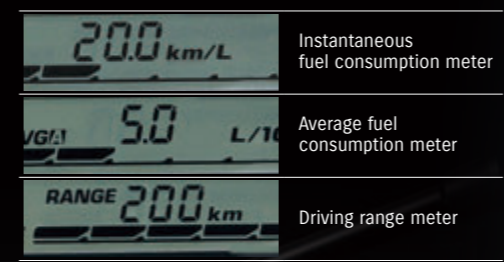 20.0 km/L
Instantaneous
fuel consumption meter
5.0
Average fuel
consumption meter
RANGE 200 km
Driving range meter